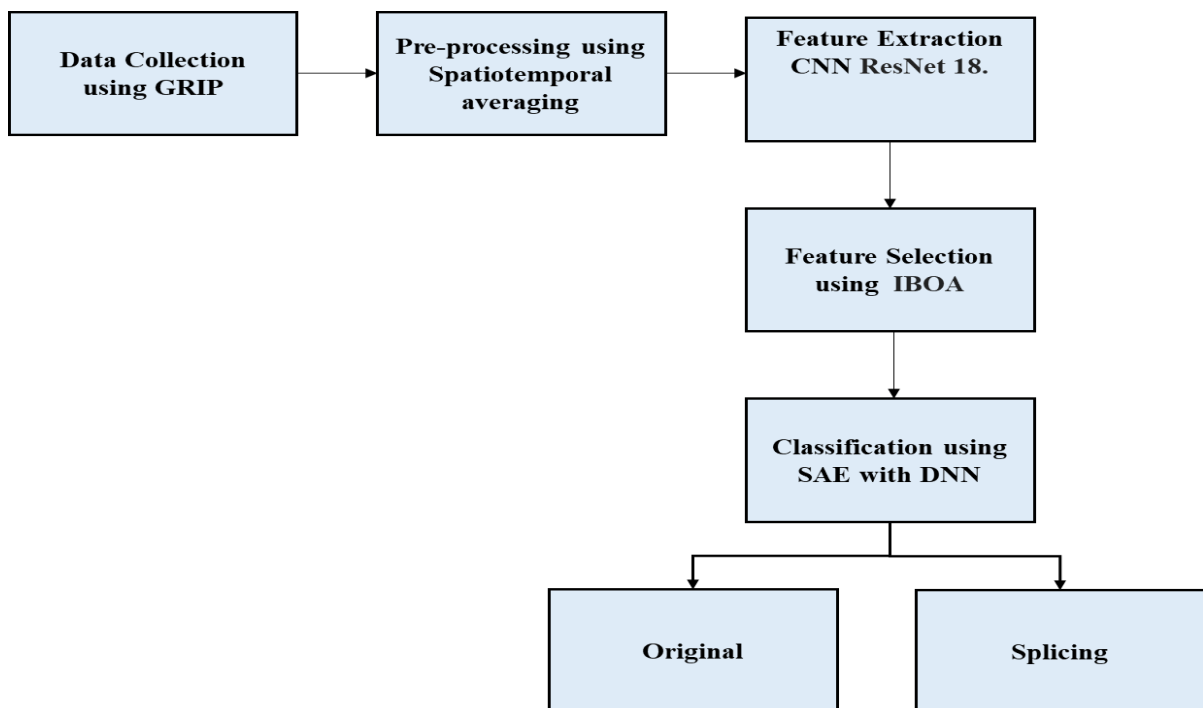 Data Collection
using GRIP
Pre-processing using
Spatiotemporal
averaging
Feature Extraction
CNN ResNet 18.
Feature Selection
using IBOA
Classification using
SAE with DNN
Original
Splicing